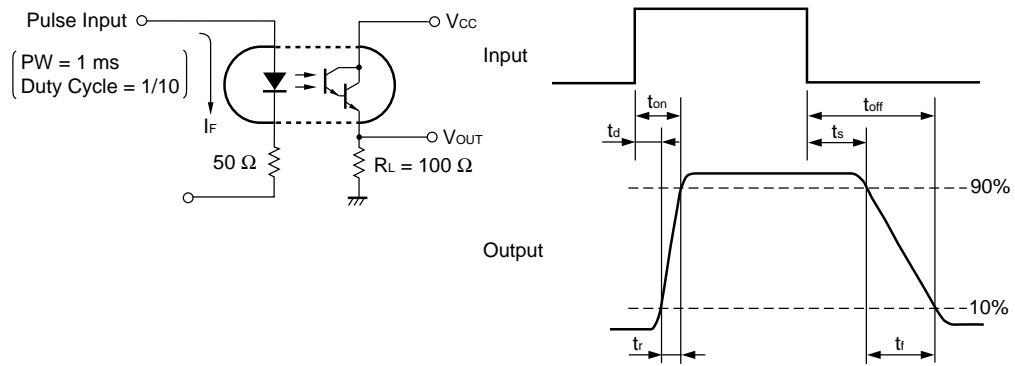 Pulse Input
PW = 1 ms
Duty Cycle = 1/10
IF
50 Ω
VCC
VOUT
RL = 100 Ω
Input
ton
toff
td
ts
90%
Output
10%
tr
tf